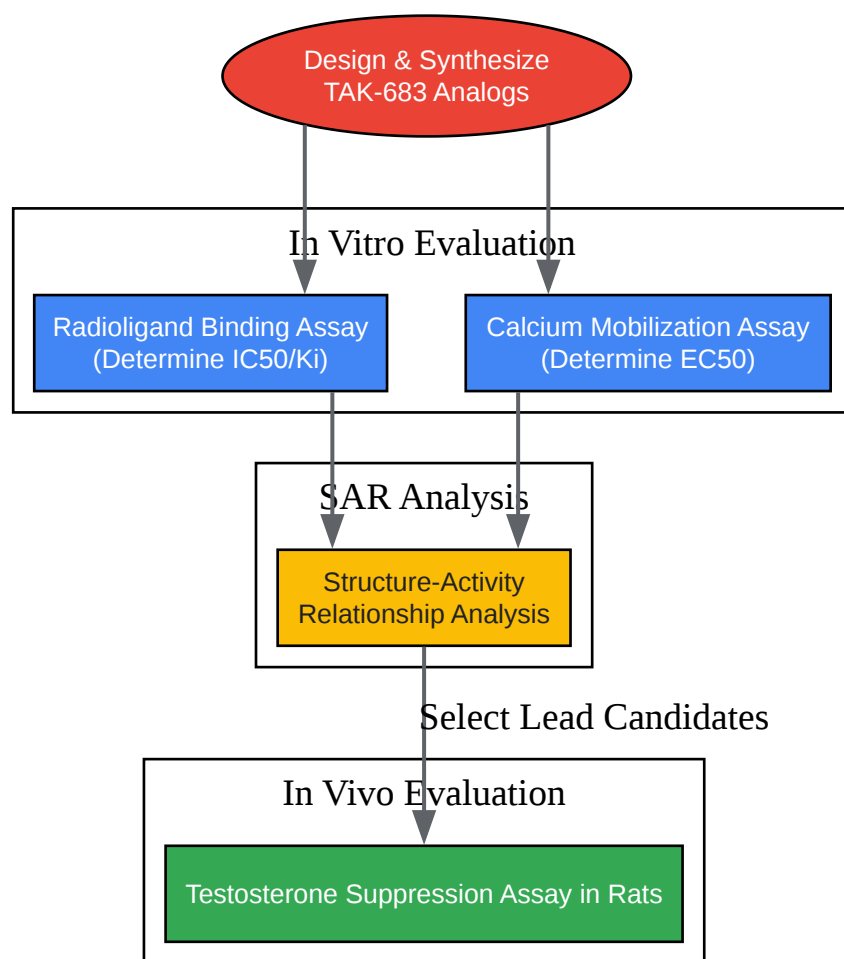 Design & Synthesize
TAK-683 Analogs
In Vitro Evaluation
Radioligand Binding Assay
(Determine IC50/Ki)
Calcium Mobilization Assay
(Determine EC50)
SAR Analysis
Structure-Activity
Relationship Analysis
Select Lead Candidates
In Vivo Evaluation
Testosterone Suppression Assay in Rats